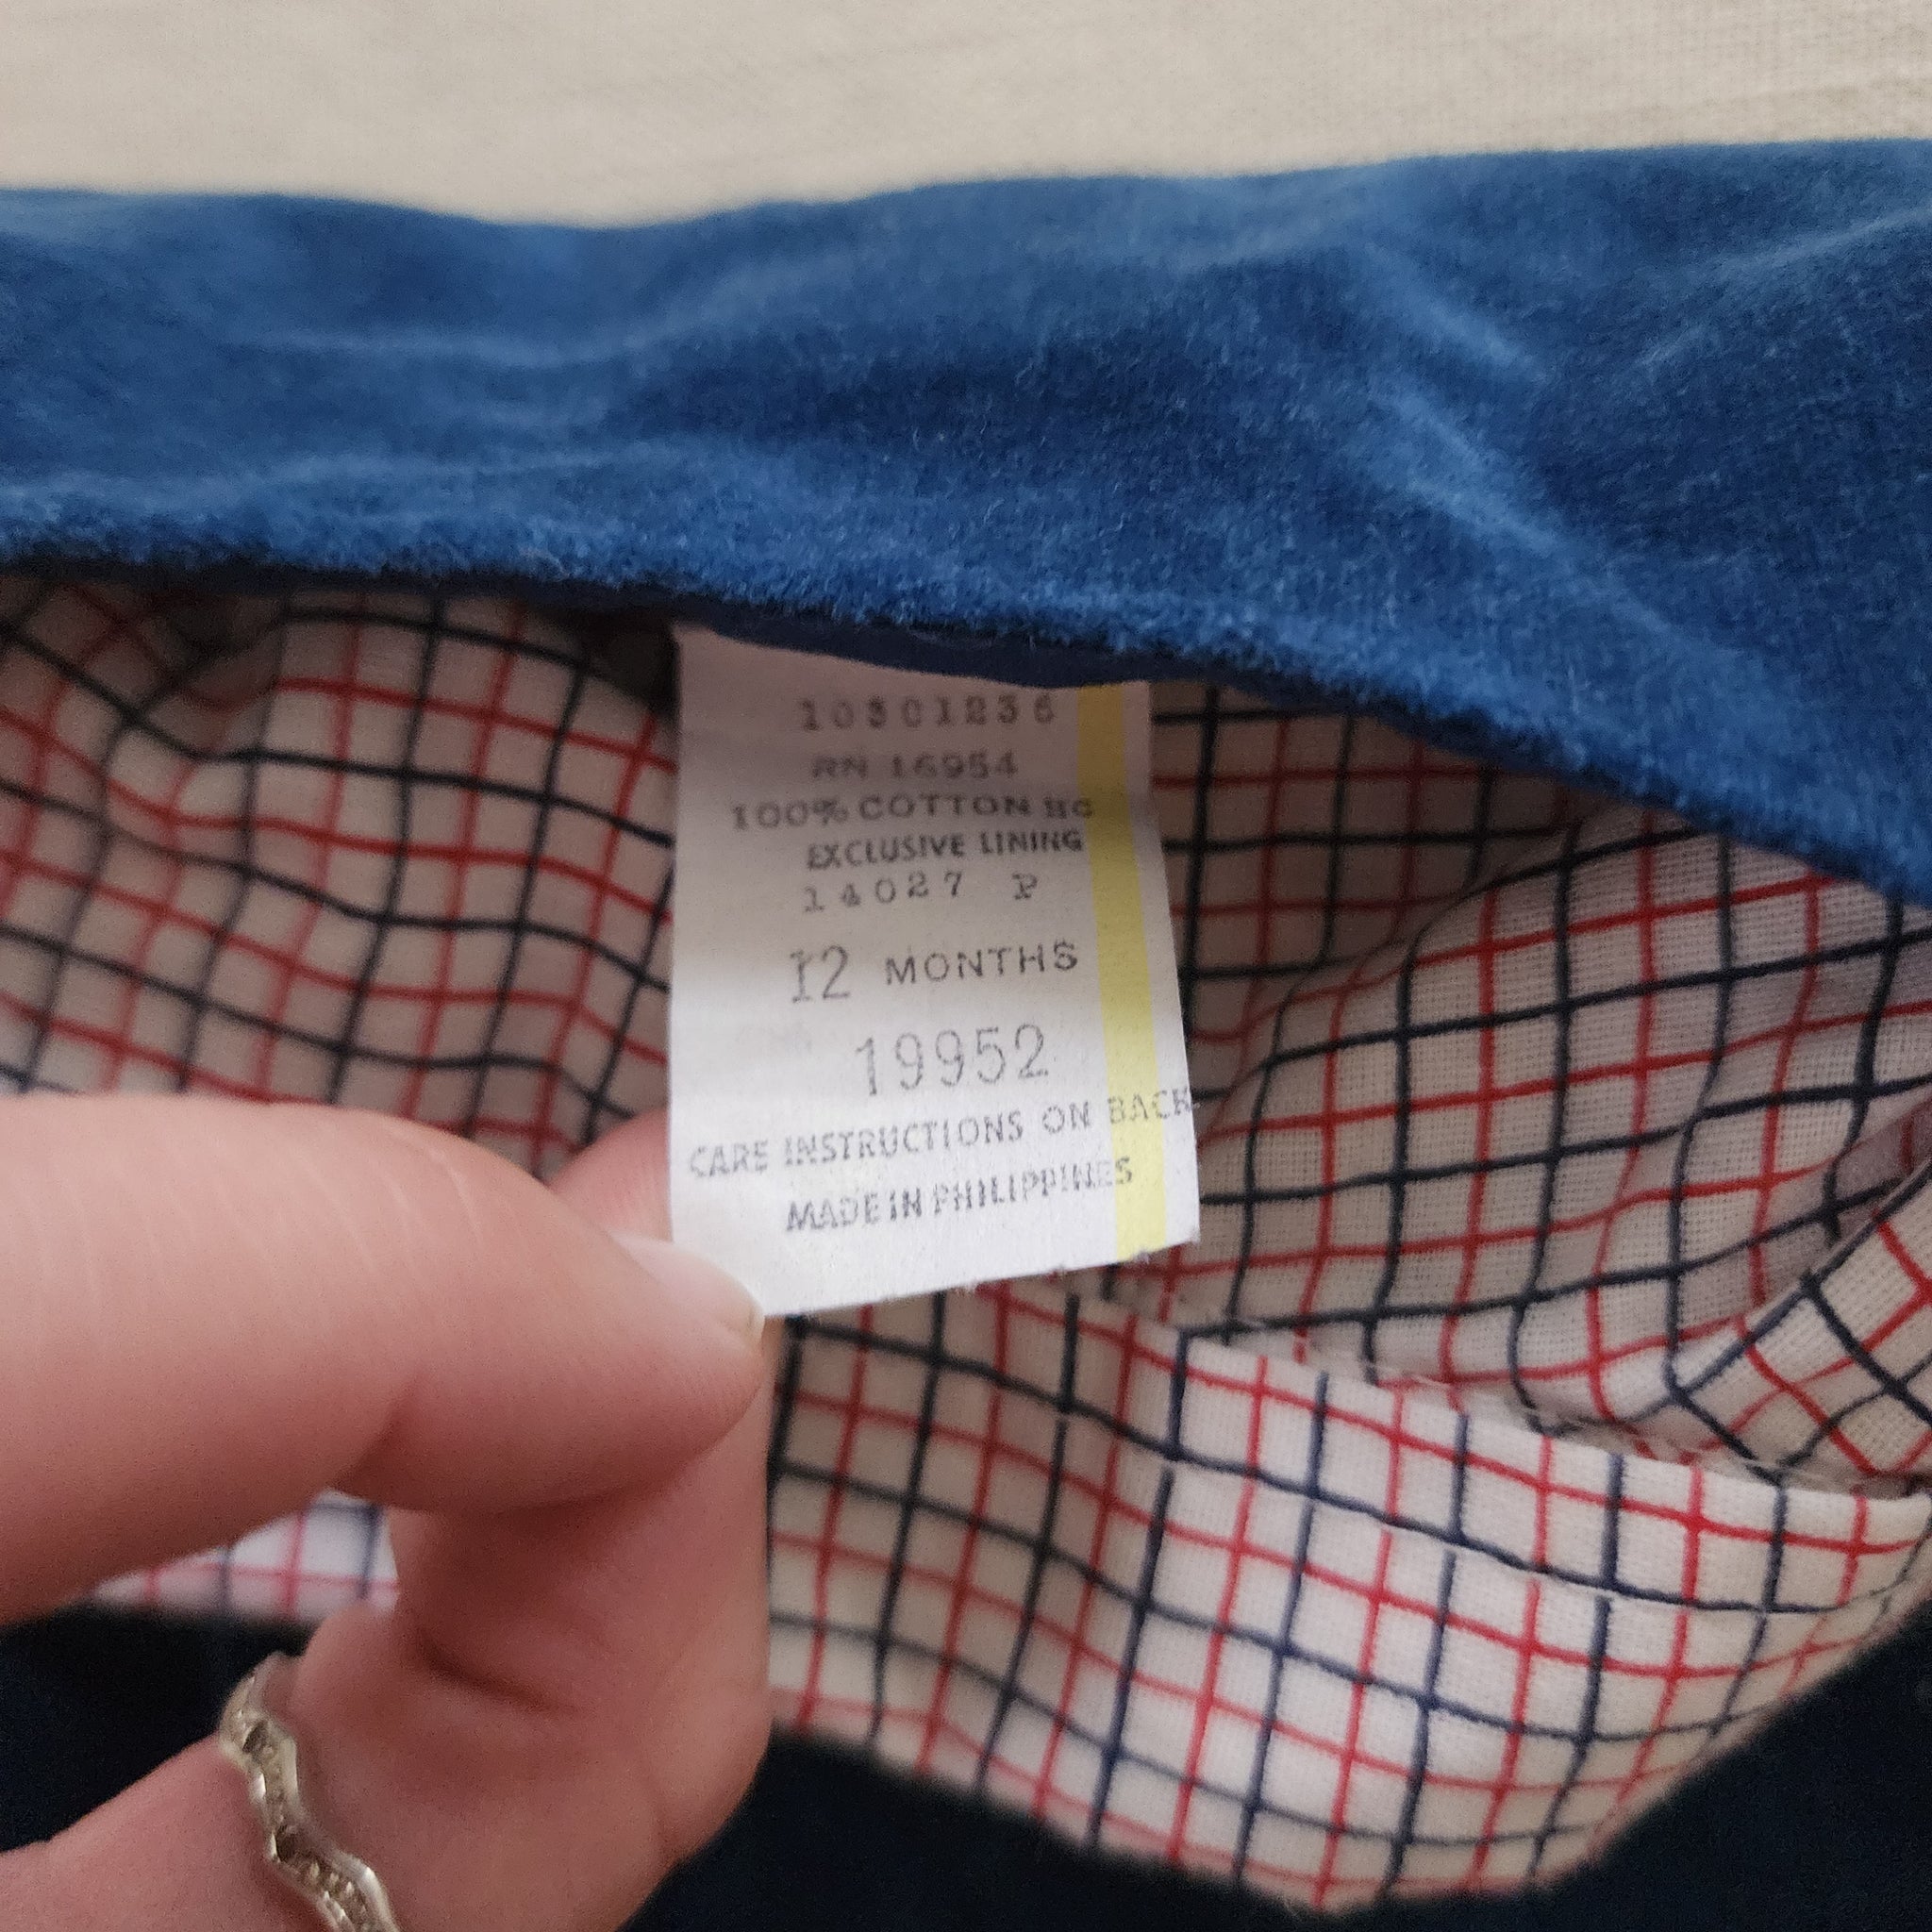 10301236
RN 16954
100% COTTON
EXCLUSIVE LINING
14027 P
12 MONTHS
19952
CARE INSTRUCTIONS ON BACK
MADE IN PHILIPPINES